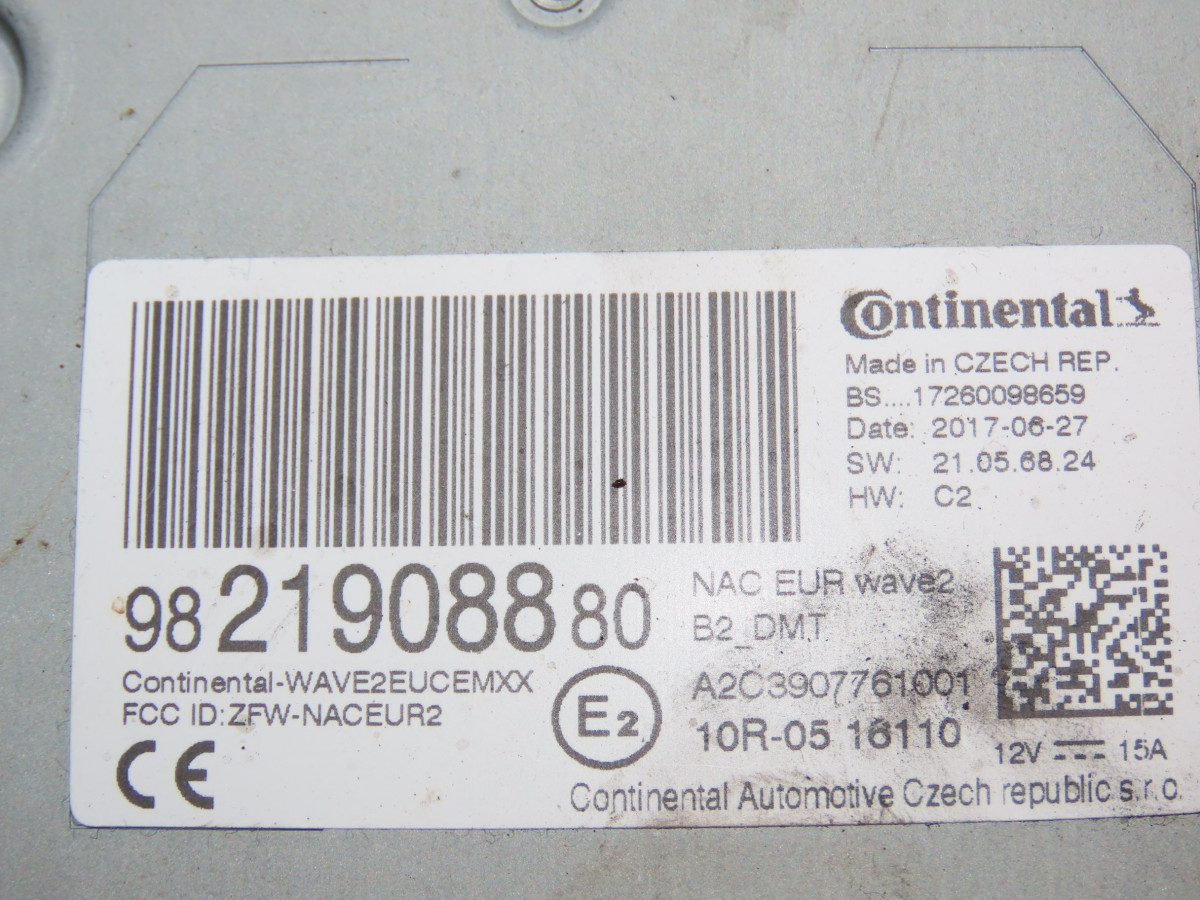 Continental
Made in CZECH REP.
BS....17260098659
Date: 2017-06-27
SW: 21.05.68.24
HW: C2
98 219088 80
NAC EUR wave2
B2_DMT
Continental-WAVE2EUCEMXX
FCC ID:ZFW-NACEUR2
CE
E2
A2C3907761001
10R-05 16110
12V 15A
Continental Automotive Czech republic s.r.o.